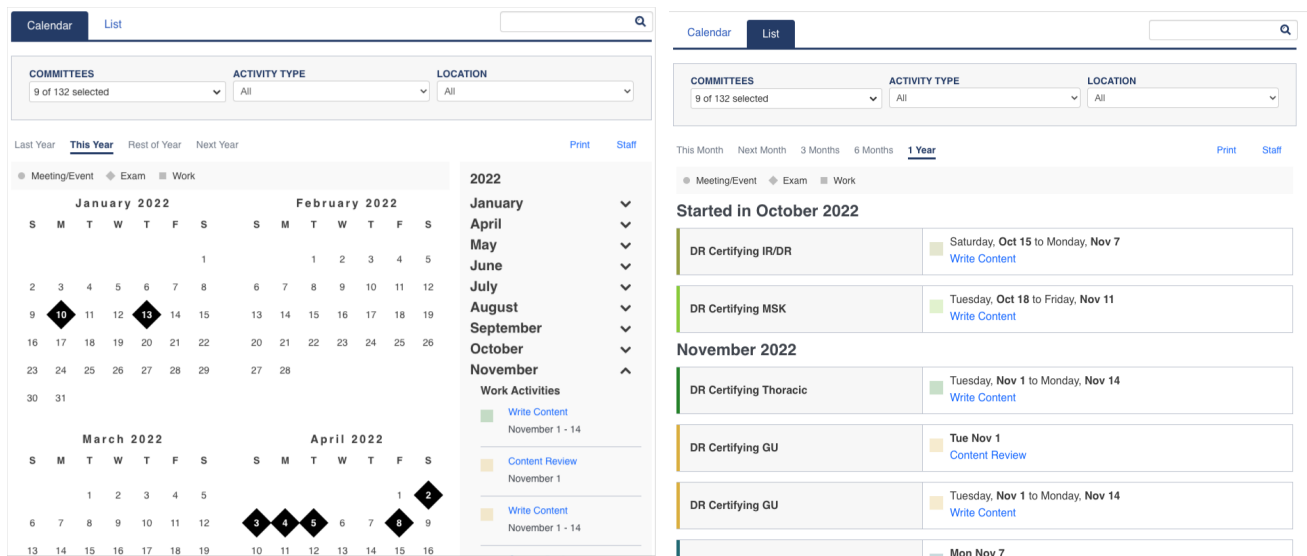 Calendar
List
COMMITTEES
ACTIVITY TYPE
LOCATION
9 of 132 selected
All
All
Last Year
This Year
Rest of Year
Next Year
Print
Staff
Meeting/Event
Exam
Work
January 2022
S M T W T F S
1
2 3 4 5 6 7 8
9 10 11 12 13 14 15
16 17 18 19 20 21 22
23 24 25 26 27 28 29
30 31
February 2022
S M T W T F S
1 2 3 4 5
6 7 8 9 10 11 12
13 14 15 16 17 18 19
20 21 22 23 24 25 26
27 28
March 2022
S M T W T F S
1 2 3 4 5
6 7 8 9 10 11 12
13 14 15 16 17 18 19
April 2022
S M T W T F S
1 2
3 4 5 6 7 8 9
10 11 12 13 14 15 16
2022
January
April
May
June
July
August
September
October
November
Work Activities
Write Content
November 1 - 14
Content Review
November 1
Write Content
November 1 - 14
Calendar
List
COMMITTEES
ACTIVITY TYPE
LOCATION
9 of 132 selected
All
All
This Month
Next Month
3 Months
6 Months
1 Year
Print
Staff
Meeting/Event
Exam
Work
Started in October 2022
DR Certifying IR/DR
Saturday, Oct 15 to Monday, Nov 7
Write Content
DR Certifying MSK
Tuesday, Oct 18 to Friday, Nov 11
Write Content
November 2022
DR Certifying Thoracic
Tuesday, Nov 1 to Monday, Nov 14
Write Content
DR Certifying GU
Tue Nov 1
Content Review
DR Certifying GU
Tuesday, Nov 1 to Monday, Nov 14
Write Content
Mon Nov 7